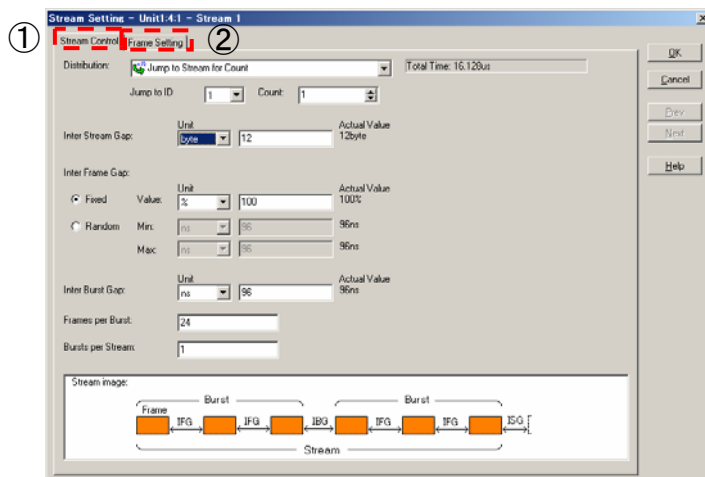 Stream Setting - Unit1:4:1 - Stream 1
① Stream Control Frame Setting ②
Distribution: Jump to Stream for Count Total Time: 16.128us
Jump to ID 1 Count: 1
Unit Actual Value
Inter Stream Gap: byte 12 12byte
Inter Frame Gap:
Unit Actual Value
Fixed Value: % 100 100%
Random Min: ns 96 96ns
Max: ns 96 96ns
Unit Actual Value
Inter Burst Gap: ns 96 96ns
Frames per Burst: 24
Bursts per Stream: 1
Stream image:
Burst Burst
Frame
IFG IFG IBG IFG IFG ISG
Stream
OK
Cancel
Prev
Next
Help